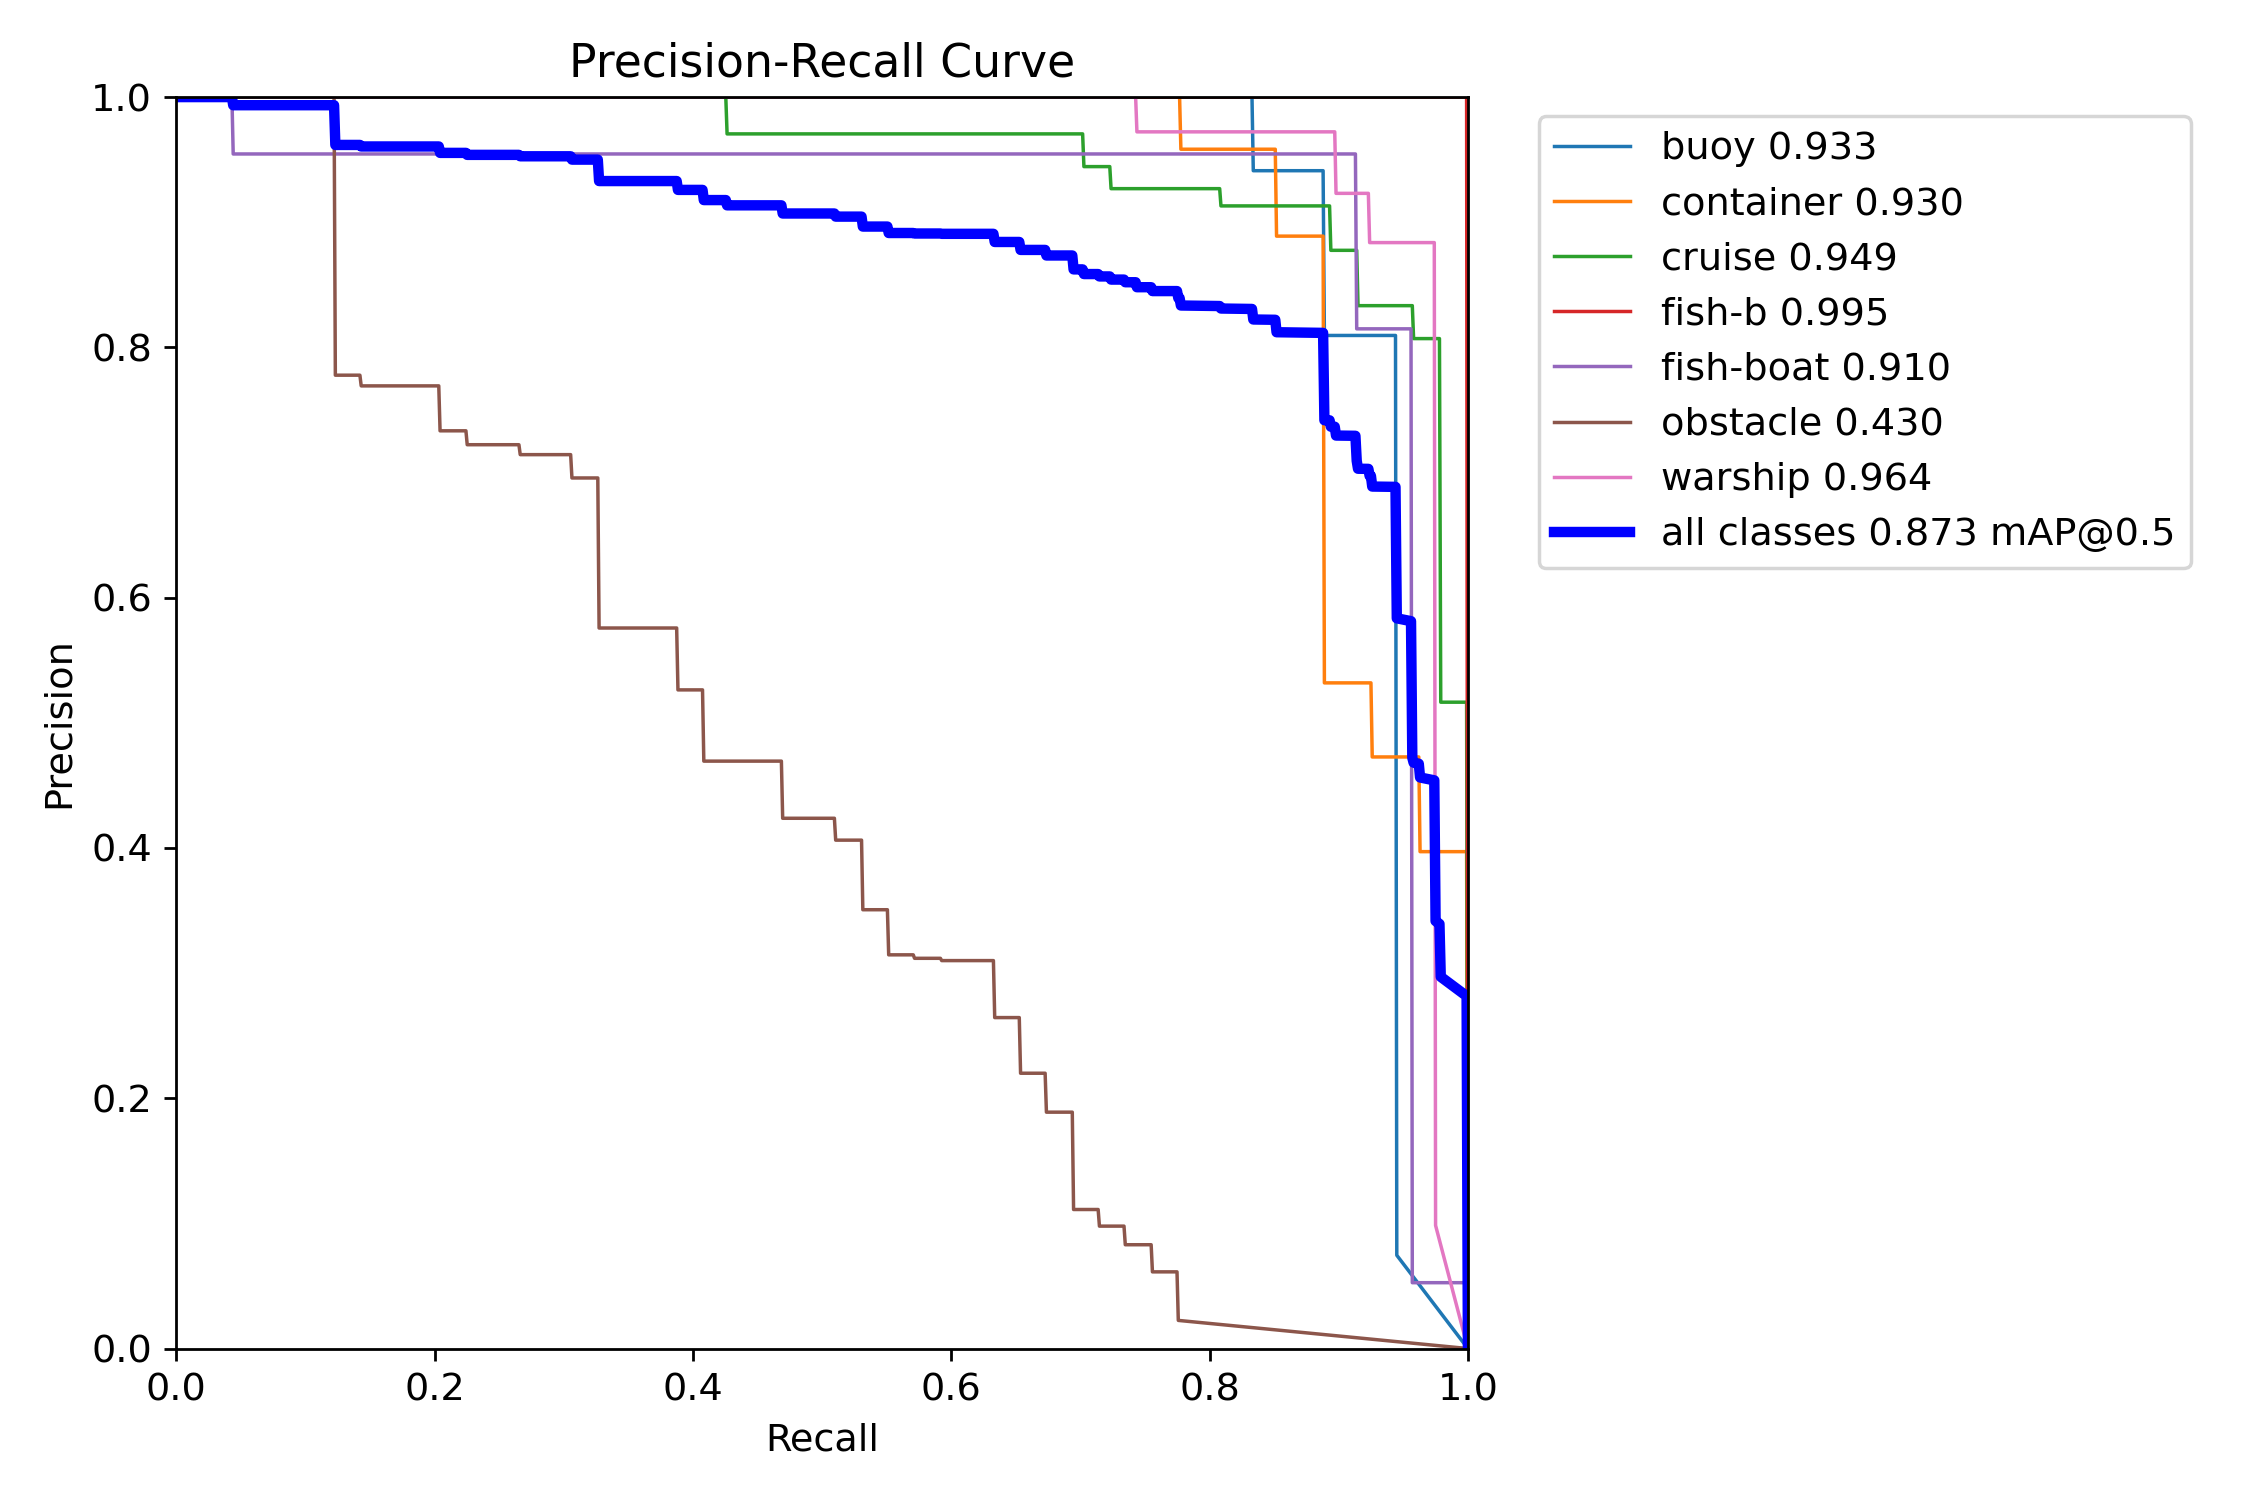 Precision-Recall Curve
1.0
0.8
0.6
0.4
0.2
0.0
Precision
0.0 0.2 0.4 0.6 0.8 1.0
Recall
buoy 0.933
container 0.930
cruise 0.949
fish-b 0.995
fish-boat 0.910
obstacle 0.430
warship 0.964
all classes 0.873 mAP@0.5